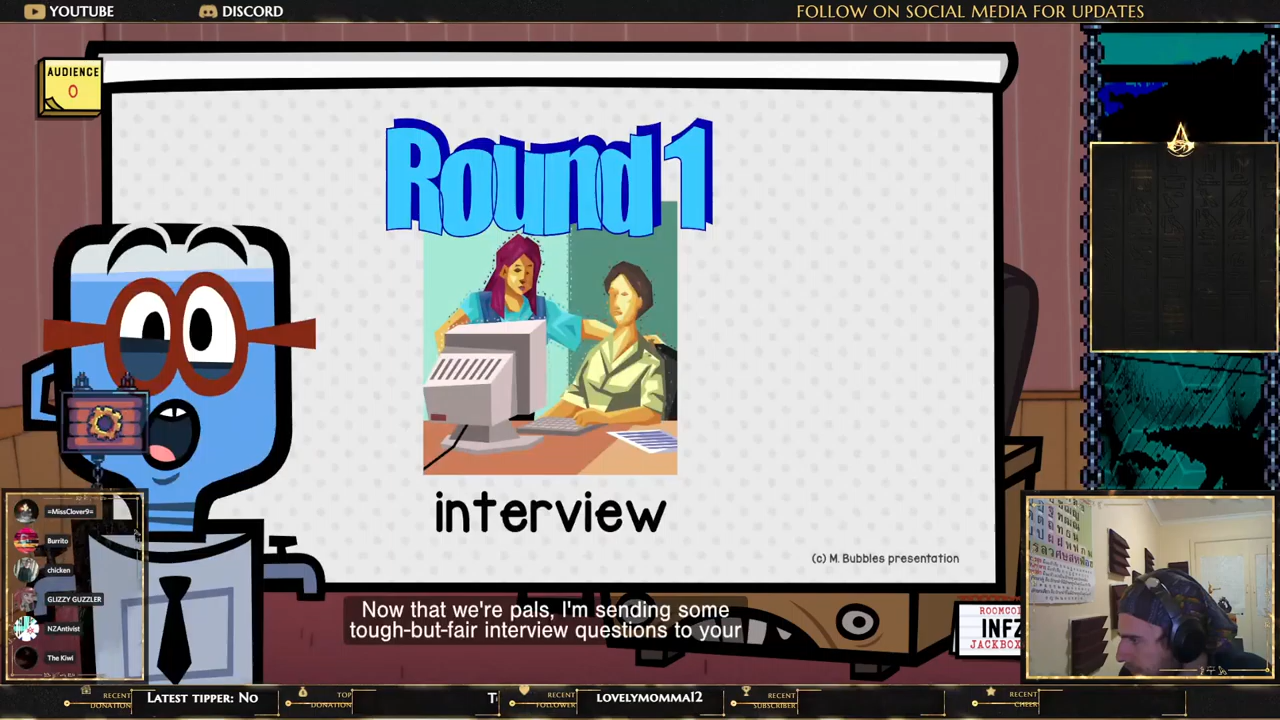 YOUTUBE
DISCORD
FOLLOW ON SOCIAL MEDIA FOR UPDATES
AUDIENCE
0
Round 1
interview
(c) M. Bubbles presentation
Now that we're pals, I'm sending some
tough-but-fair interview questions to your
=MissClover9=
Burrito
chicken
GLIZZY GUZZLER
NZAntivist
The Kiwi
INFZ
RECENT
DONATION
LATEST TIPPER: NO
TOP
DONATION
RECENT
FOLLOWER
LOVELYMOMMA12
RECENT
SUBSCRIBER
RECENT
CHEER